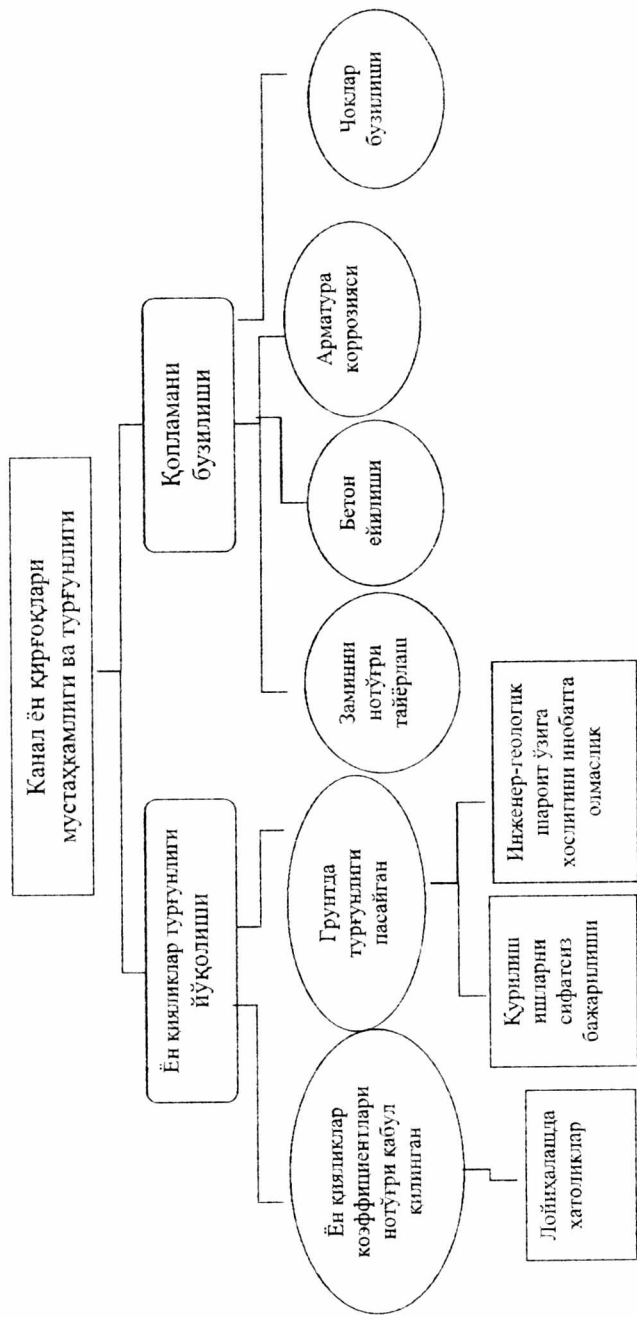 Канал ён қирғоқлари
мустаҳкамлиги ва турғунлиги
Ён қияликлар турғунлиги
йўқолиши
Қопламани
бузилиши
Ён қияликлар
коэффициентлари
нотўғри қабул
қилинган
Грунтда
турғунлиги
пасайган
Заминни
нотўғри
тайёрлаш
Бетон
ейилиши
Арматура
коррозияси
Чоклар
бузилиши
Лойиҳалашда
хатоликлар
Қурилиш
ишларни
сифатсиз
бажарилиши
Инженер-геологик
шароит ўзига
хослигини инобатга
олмаслик